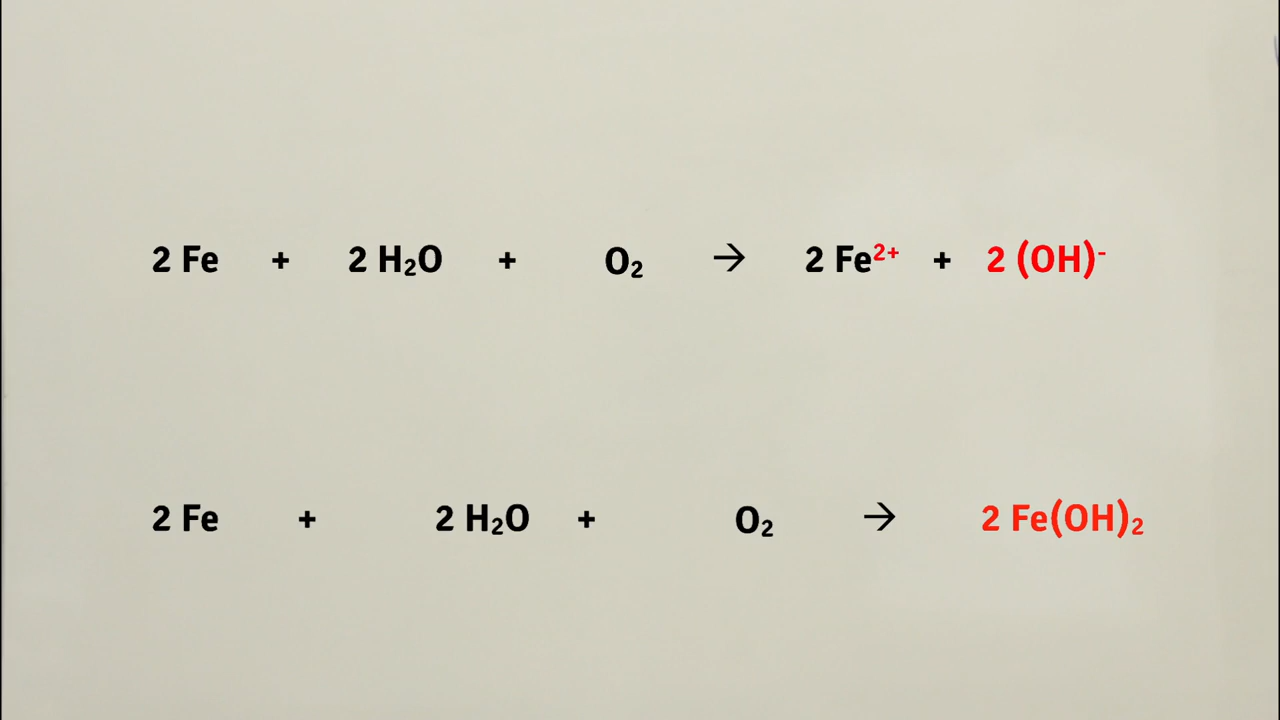 2 Fe + 2 H₂O + O₂ → 2 Fe²⁺ + 2 (OH)⁻
2 Fe + 2 H₂O + O₂ → 2 Fe(OH)₂